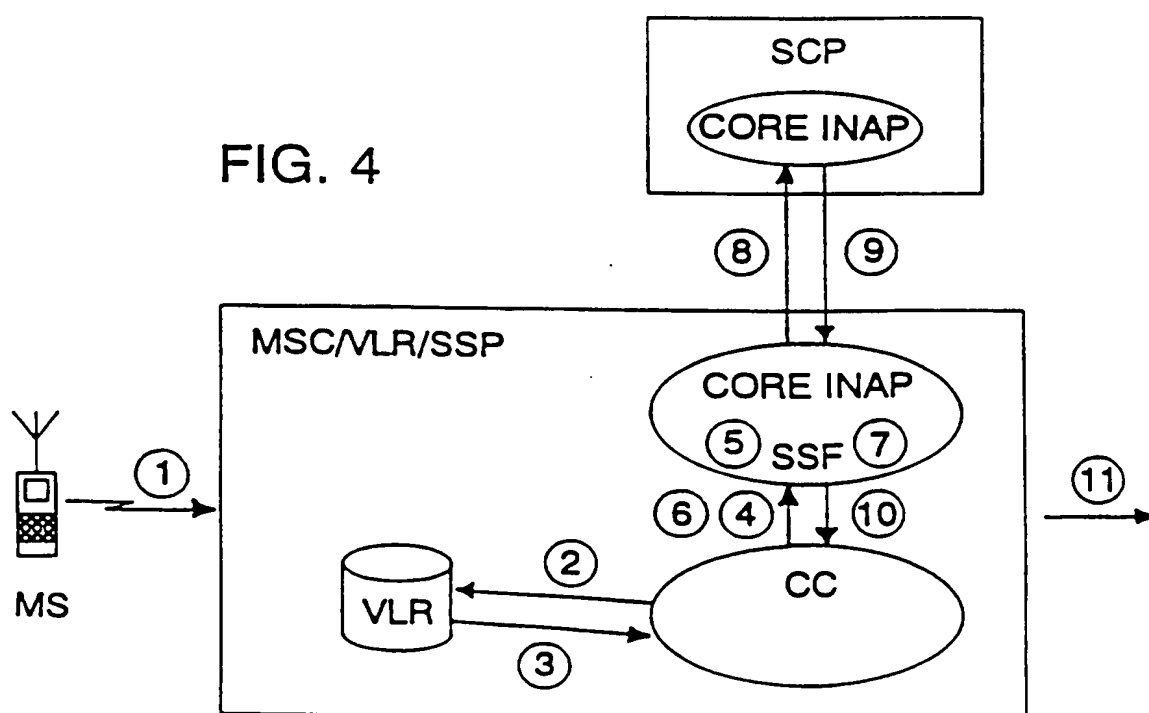 SCP
CORE INAP
FIG. 4
8
9
MSC/VLR/SSP
CORE INAP
5
SSF
7
1
11
6
4
10
MS
VLR
2
CC
3